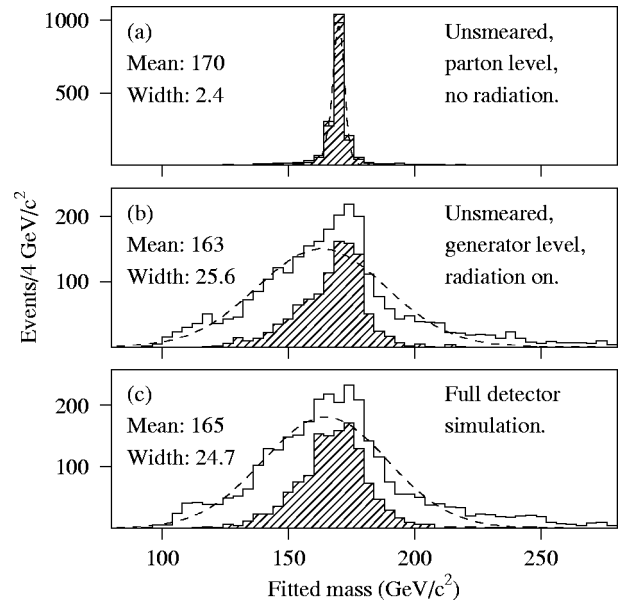 1000
500
(a)
Mean: 170
Width: 2.4
Unsmeared,
parton level,
no radiation.
200
100
(b)
Mean: 163
Width: 25.6
Unsmeared,
generator level,
radiation on.
200
100
(c)
Mean: 165
Width: 24.7
Full detector
simulation.
Events/4 GeV/c²
100 150 200 250
Fitted mass (GeV/c²)